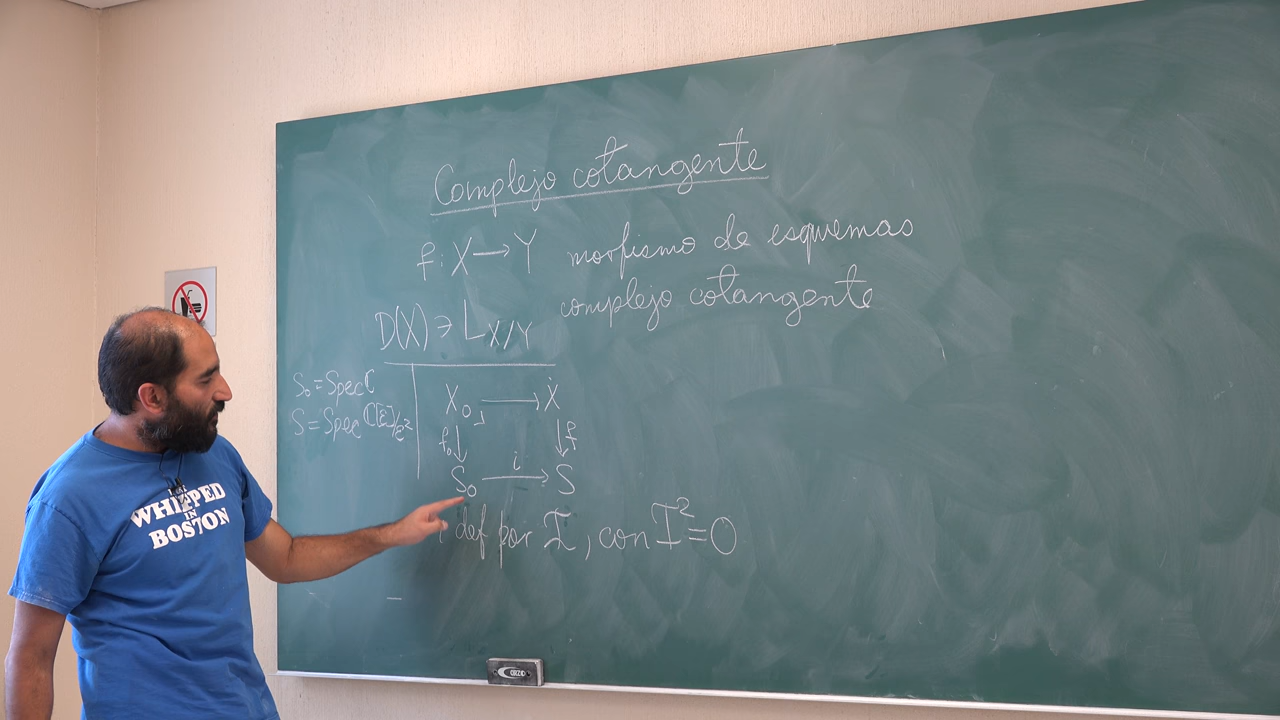 Complejo cotangente
f: X → Y morfismo de esquemas
D(X) ∋ L_{X/Y} complejo cotangente
S₀ = Spec ℂ
S = Spec ℂ[ε]/ε²
X₀ → X
f₀ ↓ ↓ f
S₀ i → S
i def por I, con I² = 0
WHIPPED
IN
BOSTON